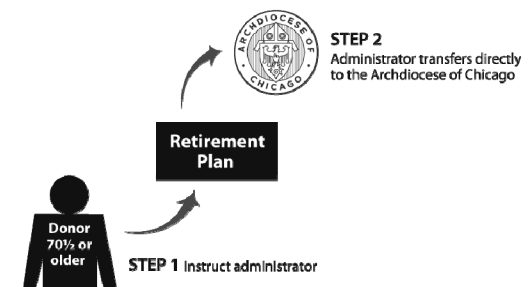 ARCHDIOCESE OF
CHICAGO
STEP 2
Administrator transfers directly
to the Archdiocese of Chicago
Retirement
Plan
Donor
70½ or
older
STEP 1 Instruct administrator